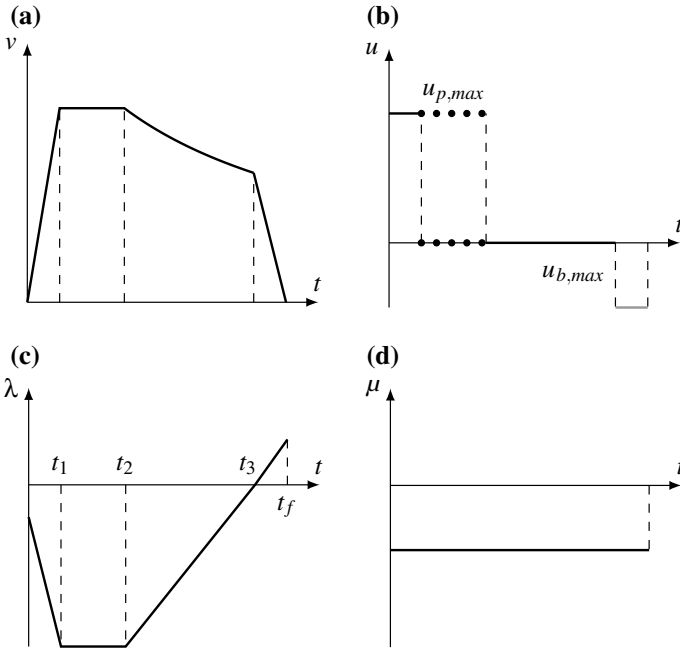 (a)
v
t
(b)
u
u_{p,max}
t
u_{b,max}
(c)
λ
t_1
t_2
t_3
t
t_f
(d)
μ
t